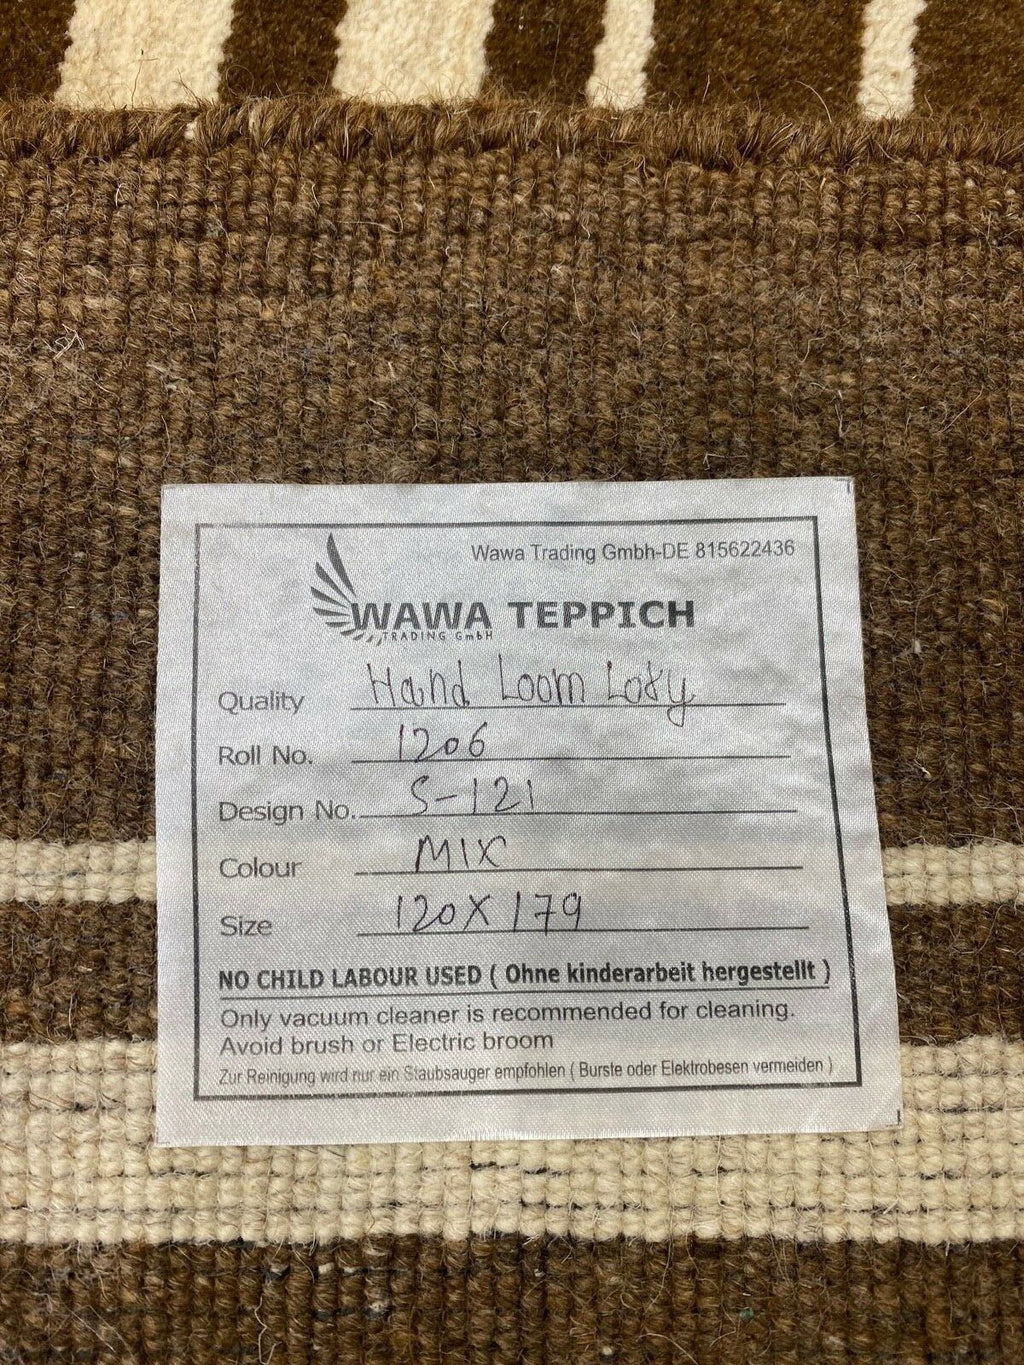 Wawa Trading Gmbh-DE 815622436
WAWA TEPPICH
TRADING GmbH
Quality Hand Loom Lory
Roll No. 1206
Design No. S-121
Colour MIX
Size 120X179
NO CHILD LABOUR USED ( Ohne kinderarbeit hergestellt )
Only vacuum cleaner is recommended for cleaning.
Avoid brush or Electric broom
Zur Reinigung wird nur ein Staubsauger empfohlen ( Burste oder Elektrobesen vermeiden )